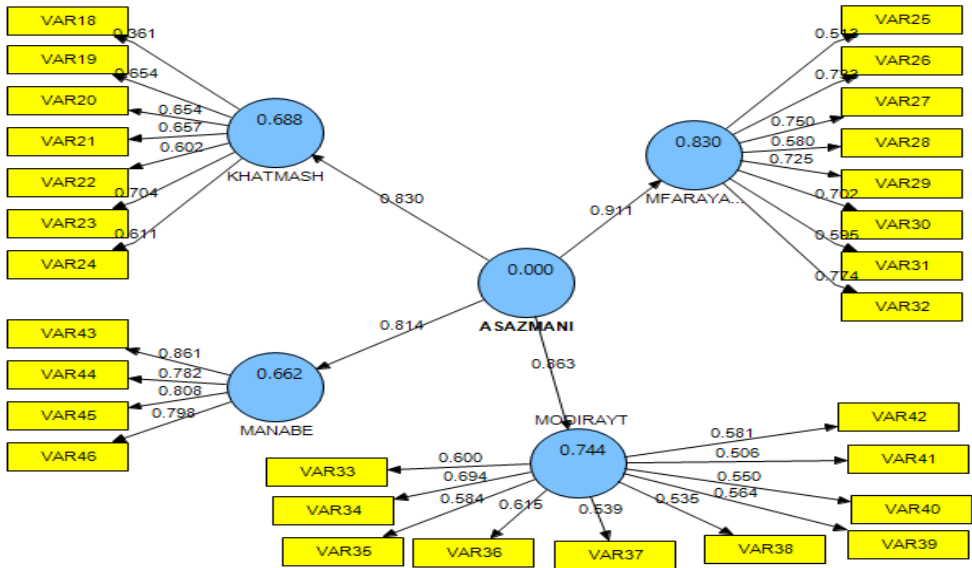 VAR18
0.361
VAR19
0.654
VAR20
0.654
VAR21
0.657
VAR22
0.602
VAR23
0.704
VAR24
0.611
0.688
KHATMASH
0.830
VAR25
0.513
VAR26
0.733
VAR27
0.750
VAR28
0.580
VAR29
0.725
VAR30
0.702
VAR31
0.595
VAR32
0.774
0.830
MFARAYA...
0.911
0.000
ASAZMANI
0.814
0.863
VAR43
0.861
VAR44
0.782
VAR45
0.808
VAR46
0.798
0.662
MANABE
MODIRAYT
0.744
VAR33
0.600
VAR34
0.694
VAR35
0.584
VAR36
0.615
VAR37
0.539
VAR38
0.535
VAR39
0.564
VAR40
0.550
VAR41
0.506
VAR42
0.581